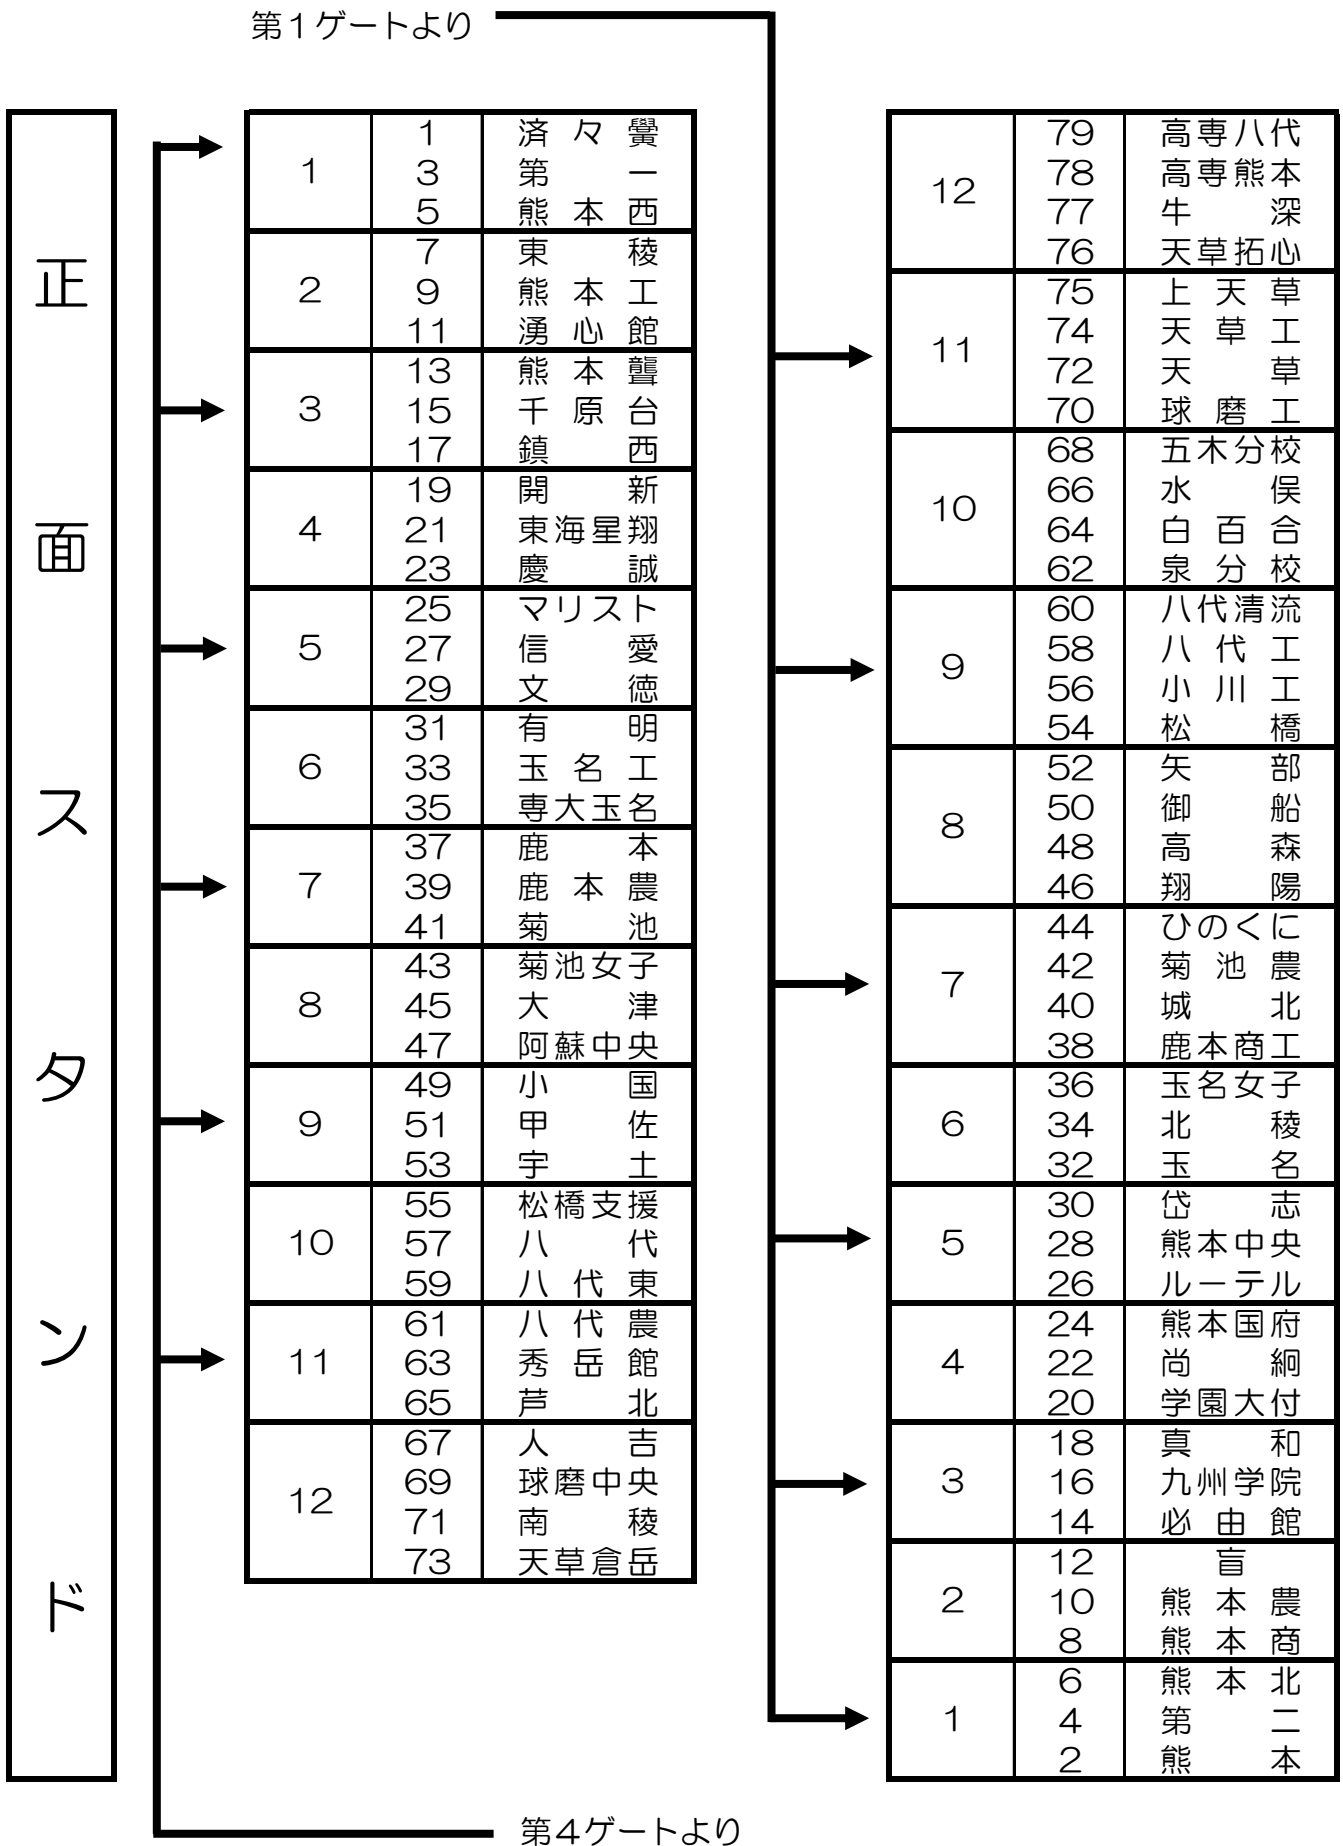 第１ゲートより
正面スタンド
1
1 済々黌
3 第一
5 熊本西
2
7 東稜
9 熊本工
11 湧心館
3
13 熊本聾
15 千原台
17 鎮西
4
19 開新
21 東海星翔
23 慶誠
5
25 マリスト
27 信愛
29 文徳
6
31 有明
33 玉名工
35 専大玉名
7
37 鹿本
39 鹿本農
41 菊池
8
43 菊池女子
45 大津
47 阿蘇中央
9
49 小国
51 甲佐
53 宇土
10
55 松橋支援
57 八代
59 八代東
11
61 八代農
63 秀岳館
65 芦北
12
67 人吉
69 球磨中央
71 南稜
73 天草倉岳
12
79 高専八代
78 高専熊本
77 牛深
76 天草拓心
11
75 上天草
74 天草工
72 天草
70 球磨工
10
68 五木分校
66 水俣
64 白百合
62 泉分校
9
60 八代清流
58 八代工
56 小川工
54 松橋
8
52 矢部
50 御船
48 高森
46 翔陽
7
44 ひのくに
42 菊池農
40 城北
38 鹿本商工
6
36 玉名女子
34 北稜
32 玉名
5
30 岱志
28 熊本中央
26 ルーテル
4
24 熊本国府
22 尚絅
20 学園大付
3
18 真和
16 九州学院
14 必由館
2
12 盲
10 熊本農
8 熊本商
1
6 熊本北
4 第二
2 熊本
第４ゲートより